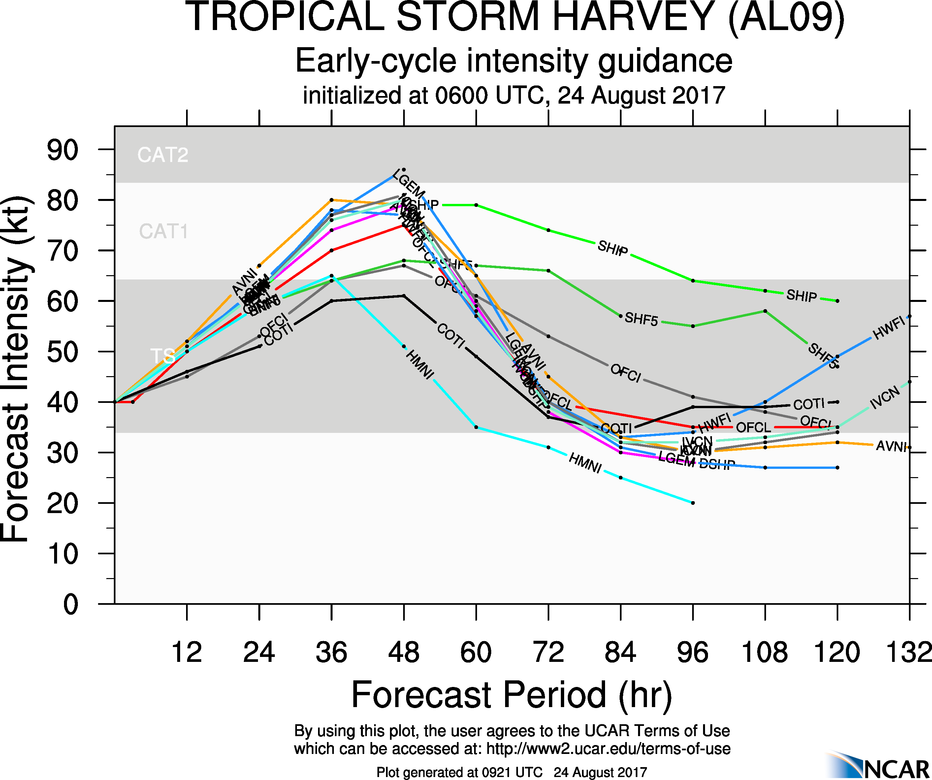 TROPICAL STORM HARVEY (AL09)
Early-cycle intensity guidance
initialized at 0600 UTC, 24 August 2017
Forecast Intensity (kt)
90
80
70
60
50
40
30
20
10
0
CAT2
CAT1
TS
LGEM
SHIP
SHIP
SHIP
AVNI
HWFI
OFCL
SHF5
OFCI
OFCI
COTI
COTI
SHF5
SHF5
HWFI
LGEM
AVNI
OFCI
HMNI
OFCL
COTI
HWFI
OFCL
COTI
OFCI
IVCN
IVCN
AVNI
LGEM
DSHP
HMNI
12 24 36 48 60 72 84 96 108 120 132
Forecast Period (hr)
By using this plot, the user agrees to the UCAR Terms of Use
which can be accessed at: http://www2.ucar.edu/terms-of-use
Plot generated at 0921 UTC 24 August 2017
NCAR